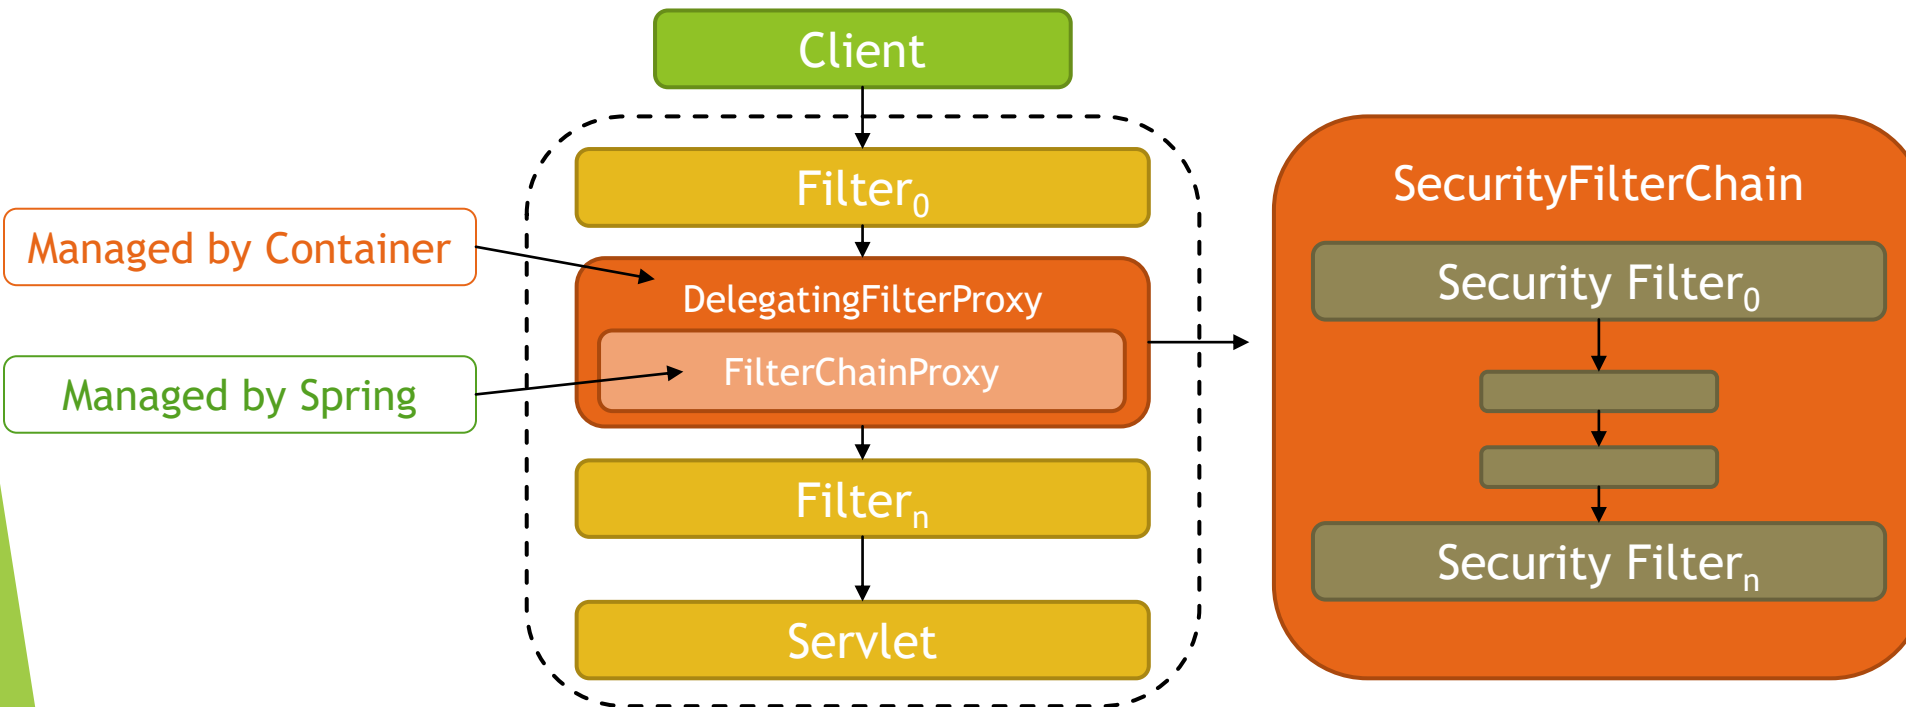 Client
Filter0
Managed by Container
DelegatingFilterProxy
FilterChainProxy
Managed by Spring
Filtern
Servlet
SecurityFilterChain
Security Filter0
Security Filtern